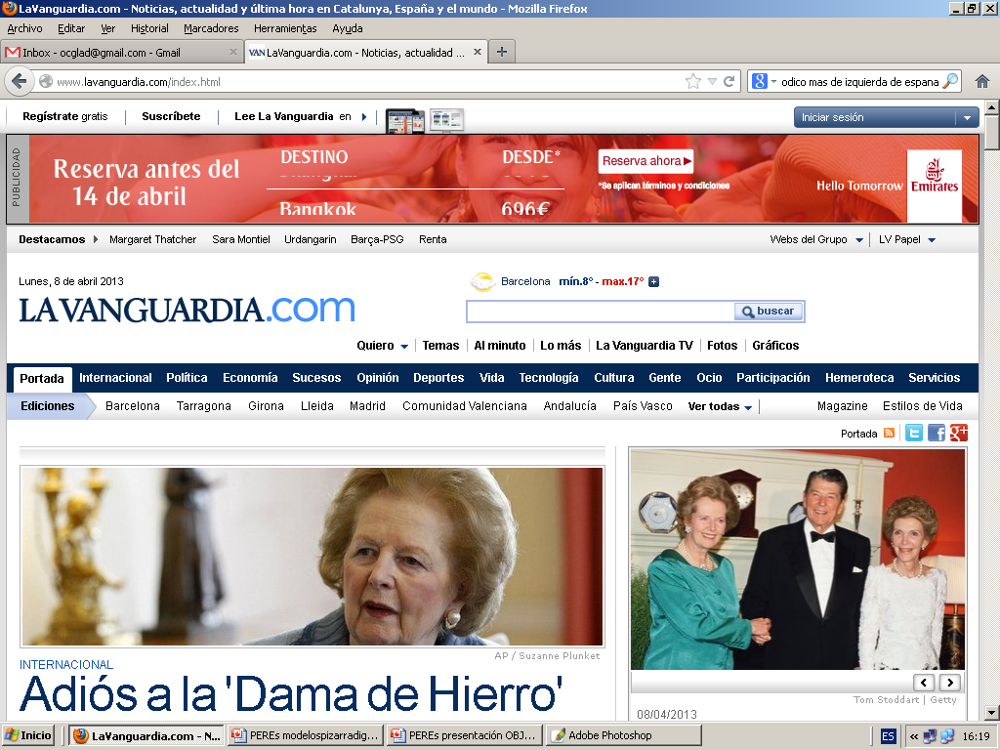 LaVanguardia.com - Noticias, actualidad y última hora en Catalunya, España y el mundo - Mozilla Firefox
Archivo Editar Ver Historial Marcadores Herramientas Ayuda
Inbox - ocglad@gmail.com - Gmail
VAN LaVanguardia.com - Noticias, actualidad ...
www.lavanguardia.com/index.html
odico mas de izquierda de espana
Regístrate gratis Suscríbete Lee La Vanguardia en
Iniciar sesión
PUBLICIDAD
Reserva antes del
14 de abril
DESTINO DESDE*
Shanghai
Bangkok 696€
Reserva ahora
*Se aplican términos y condiciones
Hello Tomorrow
Emirates
Destacamos Margaret Thatcher Sara Montiel Urdangarin Barça-PSG Renta
Webs del Grupo LV Papel
Lunes, 8 de abril 2013
Barcelona mín.8º - max.17º
LAVANGUARDIA.com
buscar
Quiero Temas Al minuto Lo más La Vanguardia TV Fotos Gráficos
Portada Internacional Política Economía Sucesos Opinión Deportes Vida Tecnología Cultura Gente Ocio Participación Hemeroteca Servicios
Ediciones Barcelona Tarragona Girona Lleida Madrid Comunidad Valenciana Andalucía País Vasco Ver todas Magazine Estilos de Vida
Portada
AP / Suzanne Plunket
INTERNACIONAL
Adiós a la 'Dama de Hierro'
Tom Stoddart | Getty
08/04/2013
Inicio
LaVanguardia.com - N...
PEREs modelospizarradig...
PEREs presentación OBJ...
Adobe Photoshop
ES
16:19